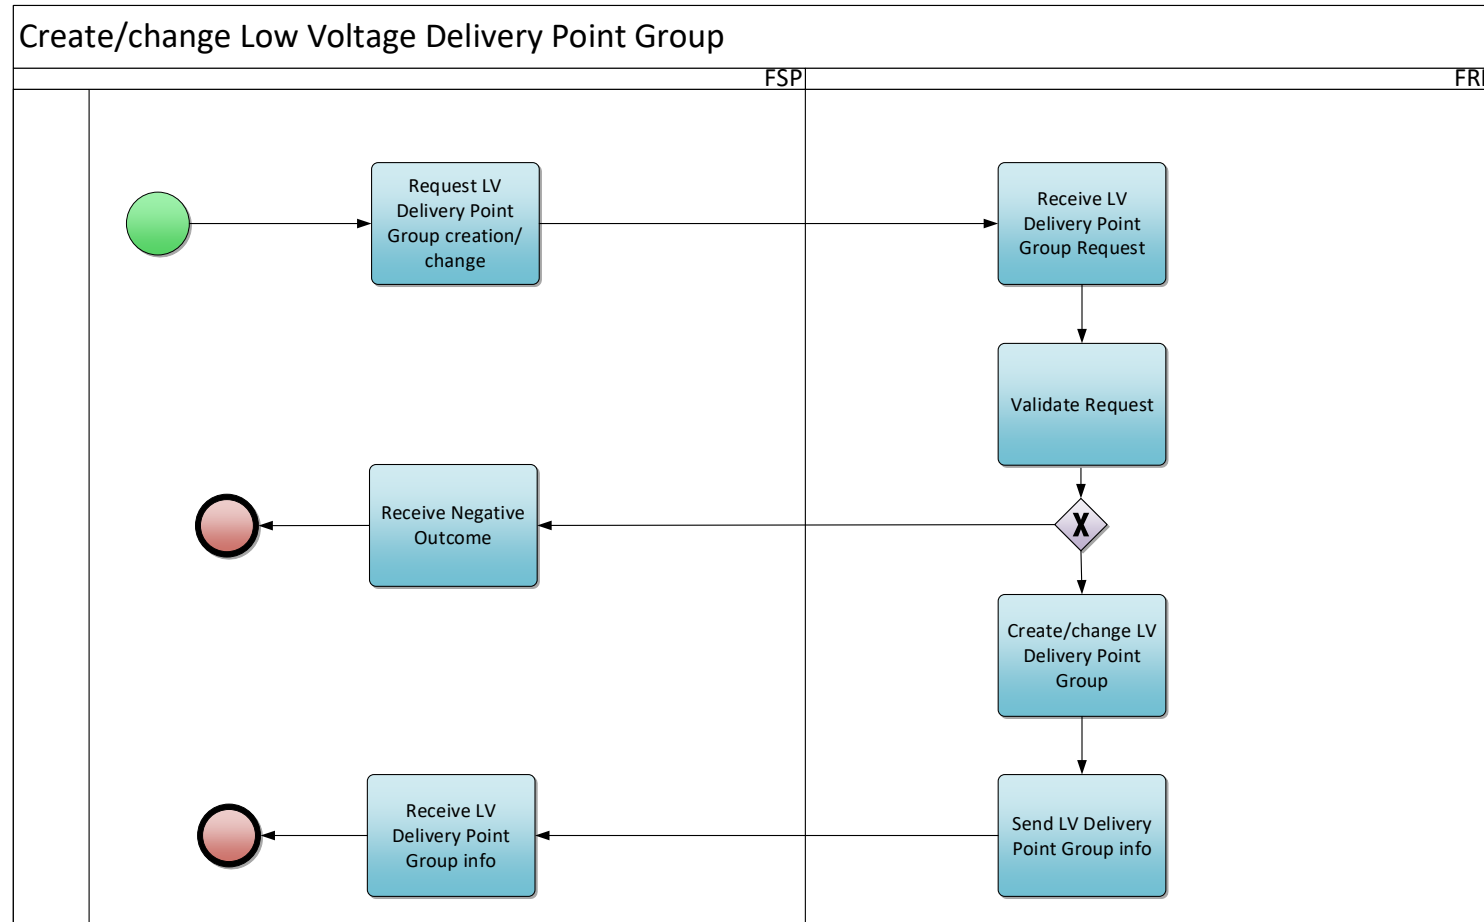 Create/change Low Voltage Delivery Point Group
FSP
Request LV
Delivery Point
Group creation/
change
Receive LV
Delivery Point
Group Request
Validate Request
Receive Negative
Outcome
X
Create/change LV
Delivery Point
Group
Receive LV
Delivery Point
Group info
Send LV Delivery
Point Group info